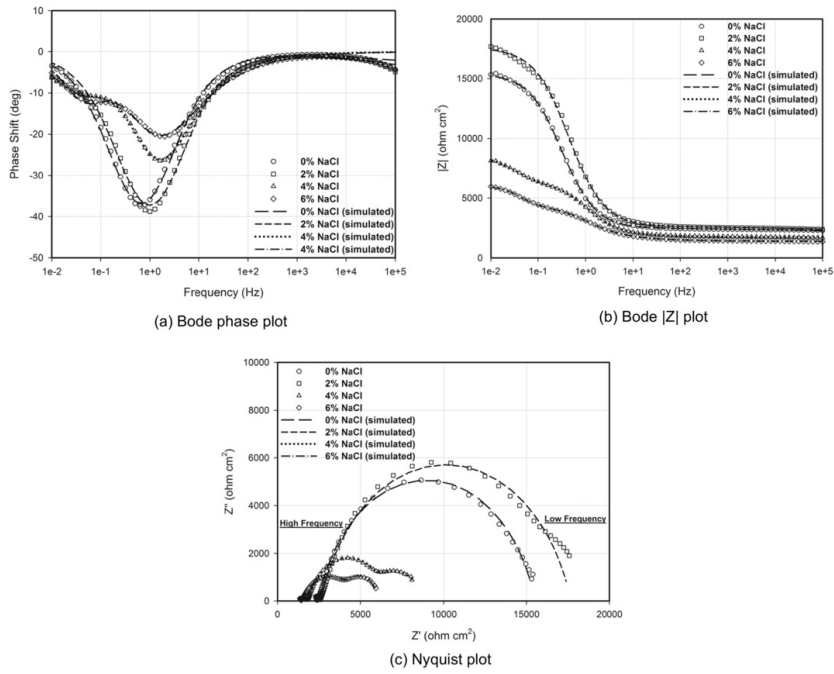 10
0
-10
-20
-30
-40
-50
Phase Shift (deg)
0% NaCl
2% NaCl
4% NaCl
6% NaCl
0% NaCl (simulated)
2% NaCl (simulated)
4% NaCl (simulated)
4% NaCl (simulated)
1e-2 1e-1 1e+0 1e+1 1e+2 1e+3 1e+4 1e+5
Frequency (Hz)
(a) Bode phase plot
20000
15000
10000
5000
0
|Z| (ohm cm²)
0% NaCl
2% NaCl
4% NaCl
6% NaCl
0% NaCl (simulated)
2% NaCl (simulated)
4% NaCl (simulated)
6% NaCl (simulated)
1e-2 1e-1 1e+0 1e+1 1e+2 1e+3 1e+4 1e+5
Frequency (Hz)
(b) Bode |Z| plot
10000
8000
6000
4000
2000
0
Z" (ohm cm²)
0% NaCl
2% NaCl
4% NaCl
6% NaCl
0% NaCl (simulated)
2% NaCl (simulated)
4% NaCl (simulated)
6% NaCl (simulated)
High Frequency
Low Frequency
0 5000 10000 15000 20000
Z' (ohm cm²)
(c) Nyquist plot